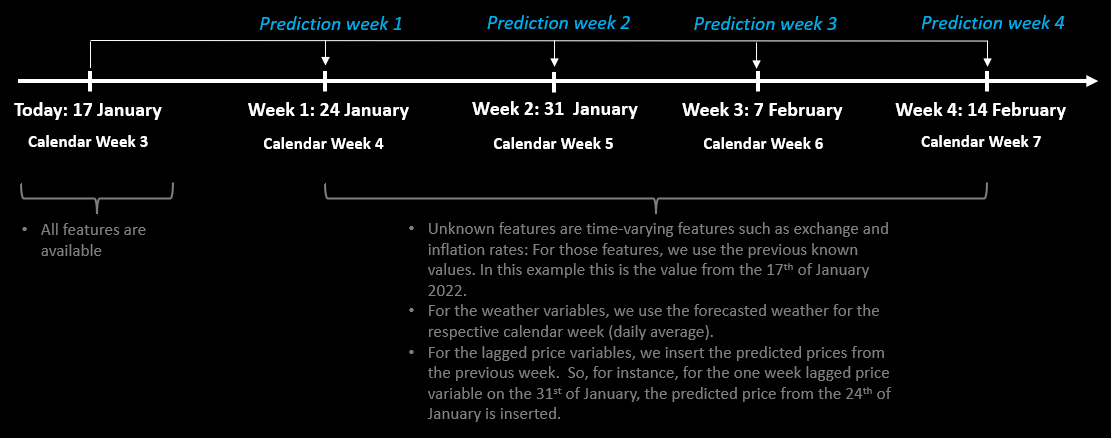 Prediction week 1 Prediction week 2 Prediction week 3 Prediction week 4
Today: 17 January Week 1: 24 January Week 2: 31 January Week 3: 7 February Week 4: 14 February
Calendar Week 3 Calendar Week 4 Calendar Week 5 Calendar Week 6 Calendar Week 7
• All features are
available
• Unknown features are time-varying features such as exchange and
inflation rates: For those features, we use the previous known
values. In this example this is the value from the 17th of January
2022.
• For the weather variables, we use the forecasted weather for the
respective calendar week (daily average).
• For the lagged price variables, we insert the predicted prices from
the previous week. So, for instance, for the one week lagged price
variable on the 31st of January, the predicted price from the 24th of
January is inserted.